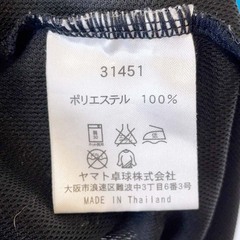 31451
ポリエステル 100%
ヤマト卓球株式会社
大阪市浪速区難波中3丁目6番3号
MADE IN Thailand